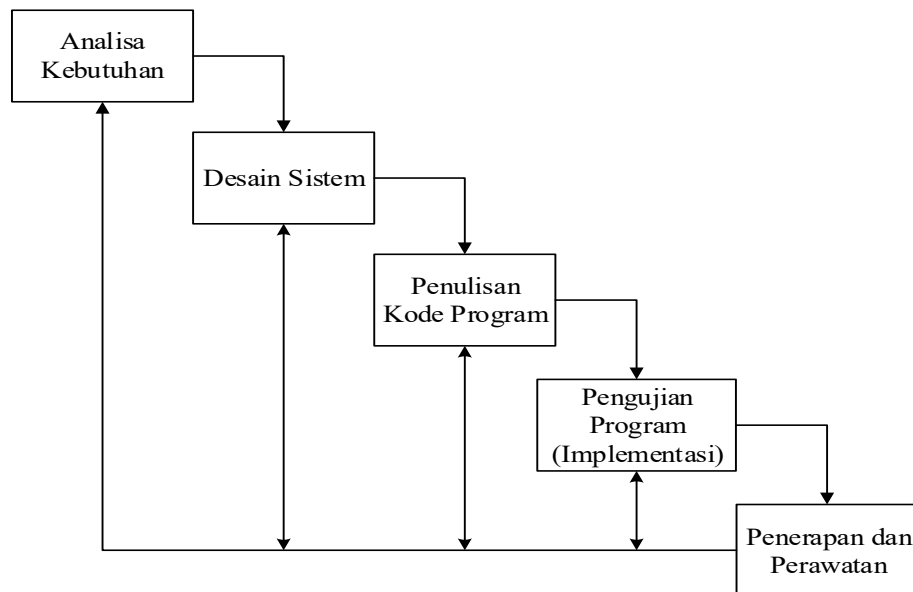 Analisa
Kebutuhan
Desain Sistem
Penulisan
Kode Program
Pengujian
Program
(Implementasi)
Penerapan dan
Perawatan